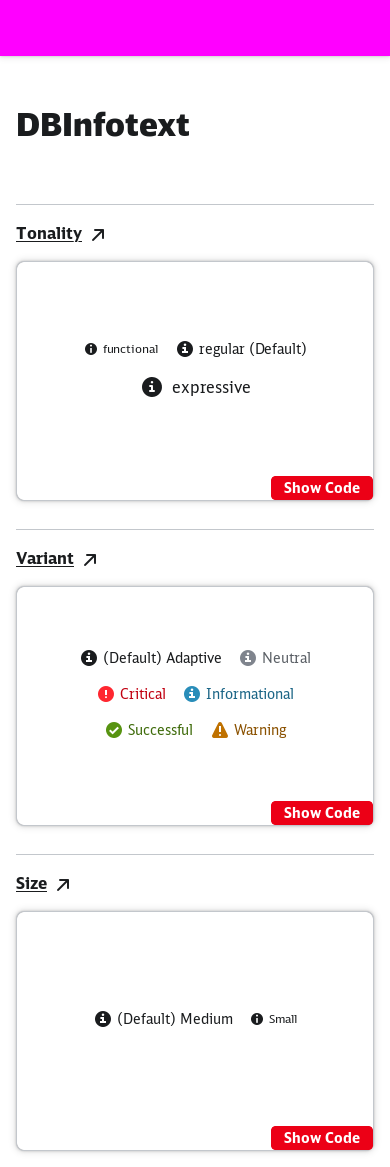 DBInfotext
Tonality
functional regular (Default)
expressive
Show Code
Variant
(Default) Adaptive Neutral
Critical Informational
Successful Warning
Show Code
Size
(Default) Medium Small
Show Code